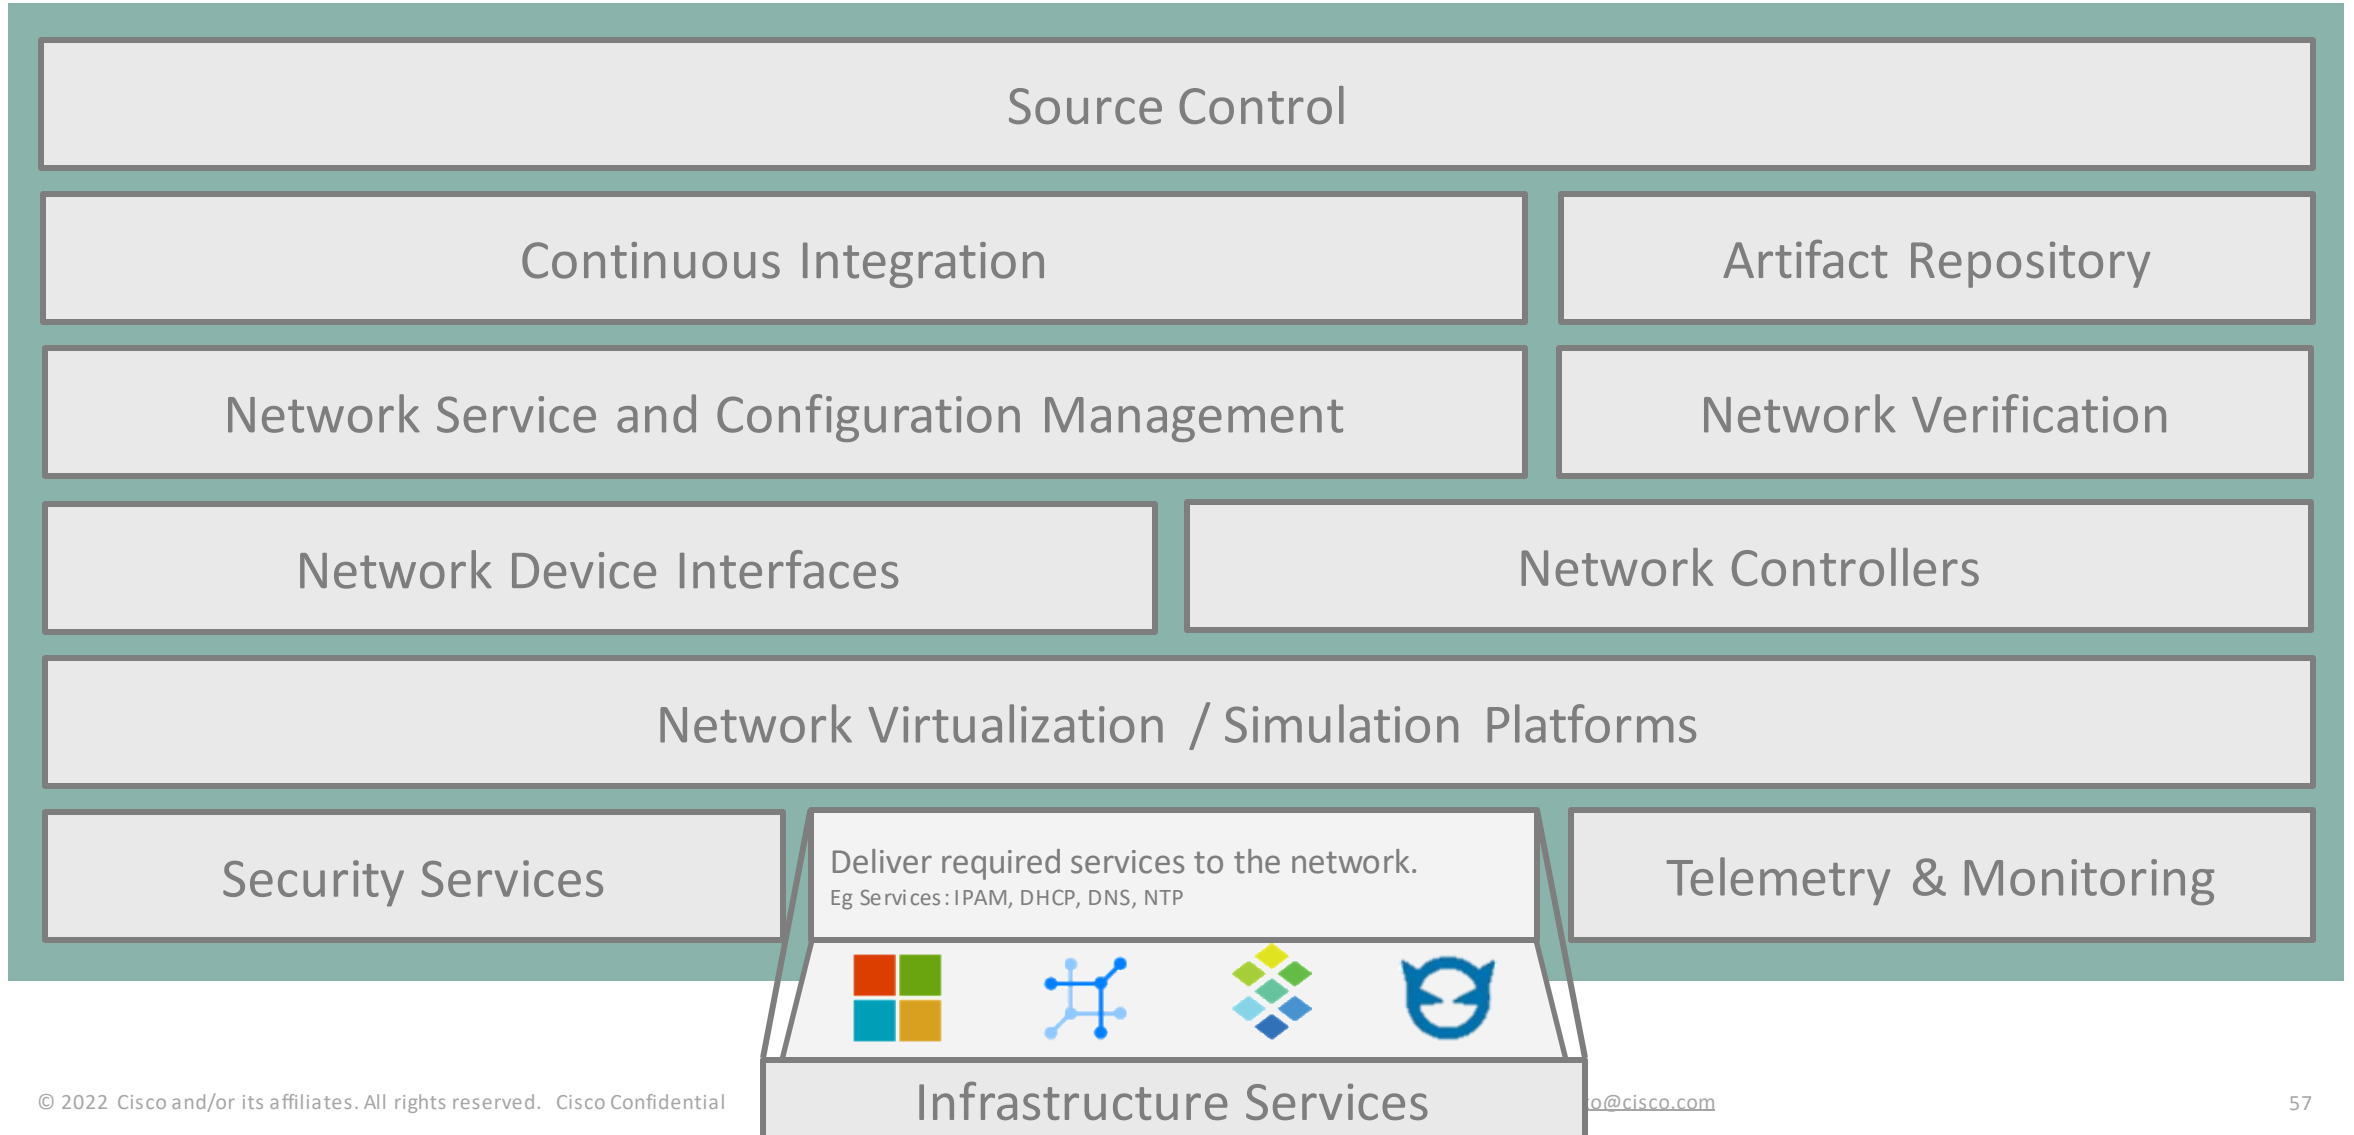 Source Control
Continuous Integration
Artifact Repository
Network Service and Configuration Management
Network Verification
Network Device Interfaces
Network Controllers
Network Virtualization / Simulation Platforms
Security Services
Deliver required services to the network.
Eg Services: IPAM, DHCP, DNS, NTP
Telemetry & Monitoring
Infrastructure Services
© 2022 Cisco and/or its affiliates. All rights reserved. Cisco Confidential
@cisco.com
57